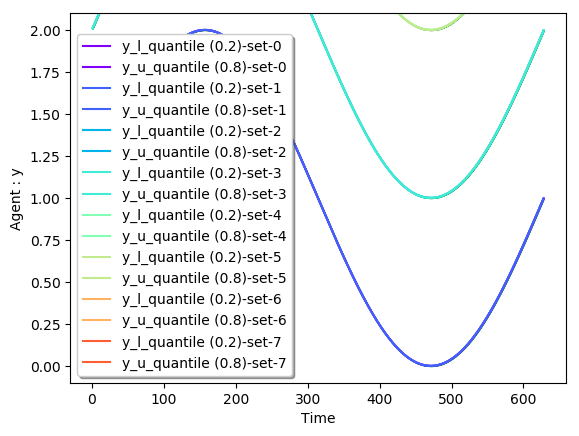 2.00
1.75
1.50
1.25
1.00
0.75
0.50
0.25
0.00
Agent : y
y_l_quantile (0.2)-set-0
y_u_quantile (0.8)-set-0
y_l_quantile (0.2)-set-1
y_u_quantile (0.8)-set-1
y_l_quantile (0.2)-set-2
y_u_quantile (0.8)-set-2
y_l_quantile (0.2)-set-3
y_u_quantile (0.8)-set-3
y_l_quantile (0.2)-set-4
y_u_quantile (0.8)-set-4
y_l_quantile (0.2)-set-5
y_u_quantile (0.8)-set-5
y_l_quantile (0.2)-set-6
y_u_quantile (0.8)-set-6
y_l_quantile (0.2)-set-7
y_u_quantile (0.8)-set-7
0 100 200 300 400 500 600
Time